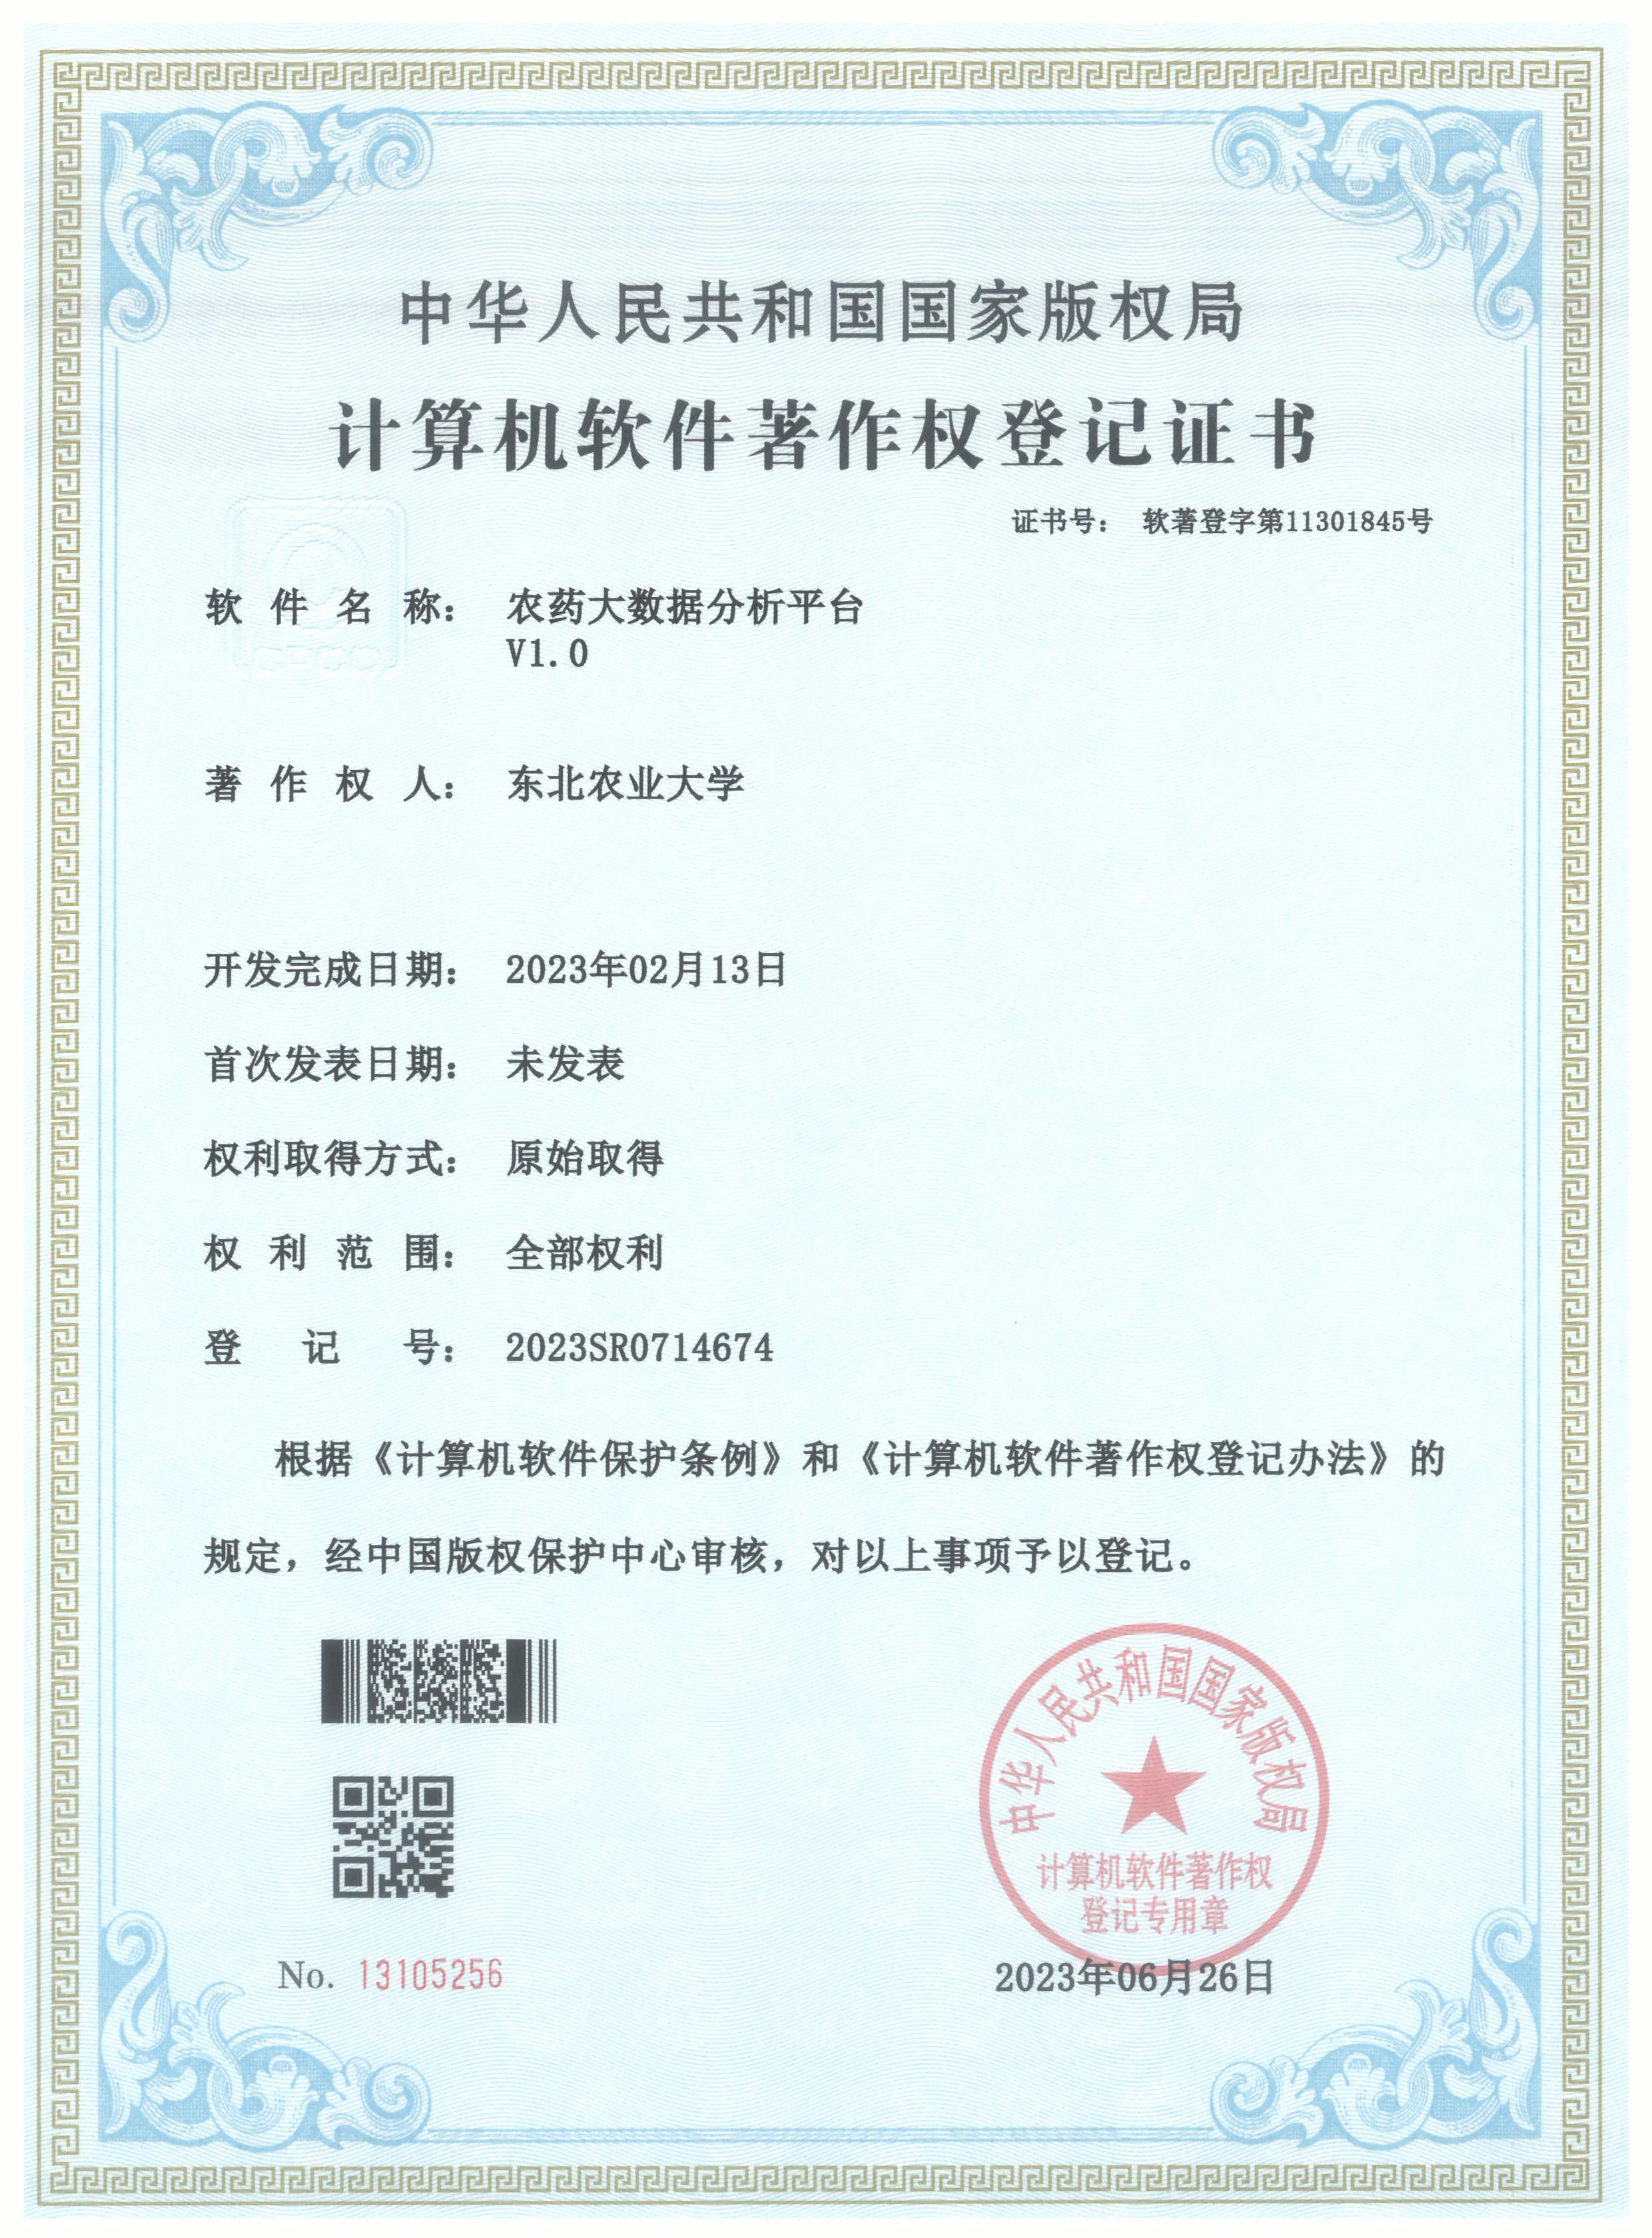 中华人民共和国国家版权局
计算机软件著作权登记证书
证书号： 软著登字第11301845号
软件名称： 农药大数据分析平台
V1.0
著作权人： 东北农业大学
开发完成日期： 2023年02月13日
首次发表日期： 未发表
权利取得方式： 原始取得
权利范围： 全部权利
登记号： 2023SR0714674
根据《计算机软件保护条例》和《计算机软件著作权登记办法》的
规定，经中国版权保护中心审核，对以上事项予以登记。
中华人民共和国国家版权局
计算机软件著作权
登记专用章
No. 13105256
2023年06月26日